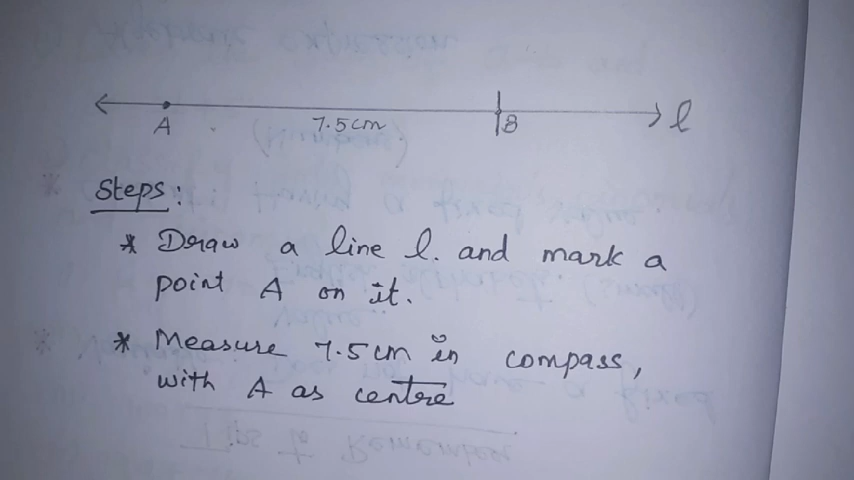 A 7.5cm B l
Steps:
* Draw a line l. and mark a
point A on it.
* Measure 7.5cm in compass,
with A as centre